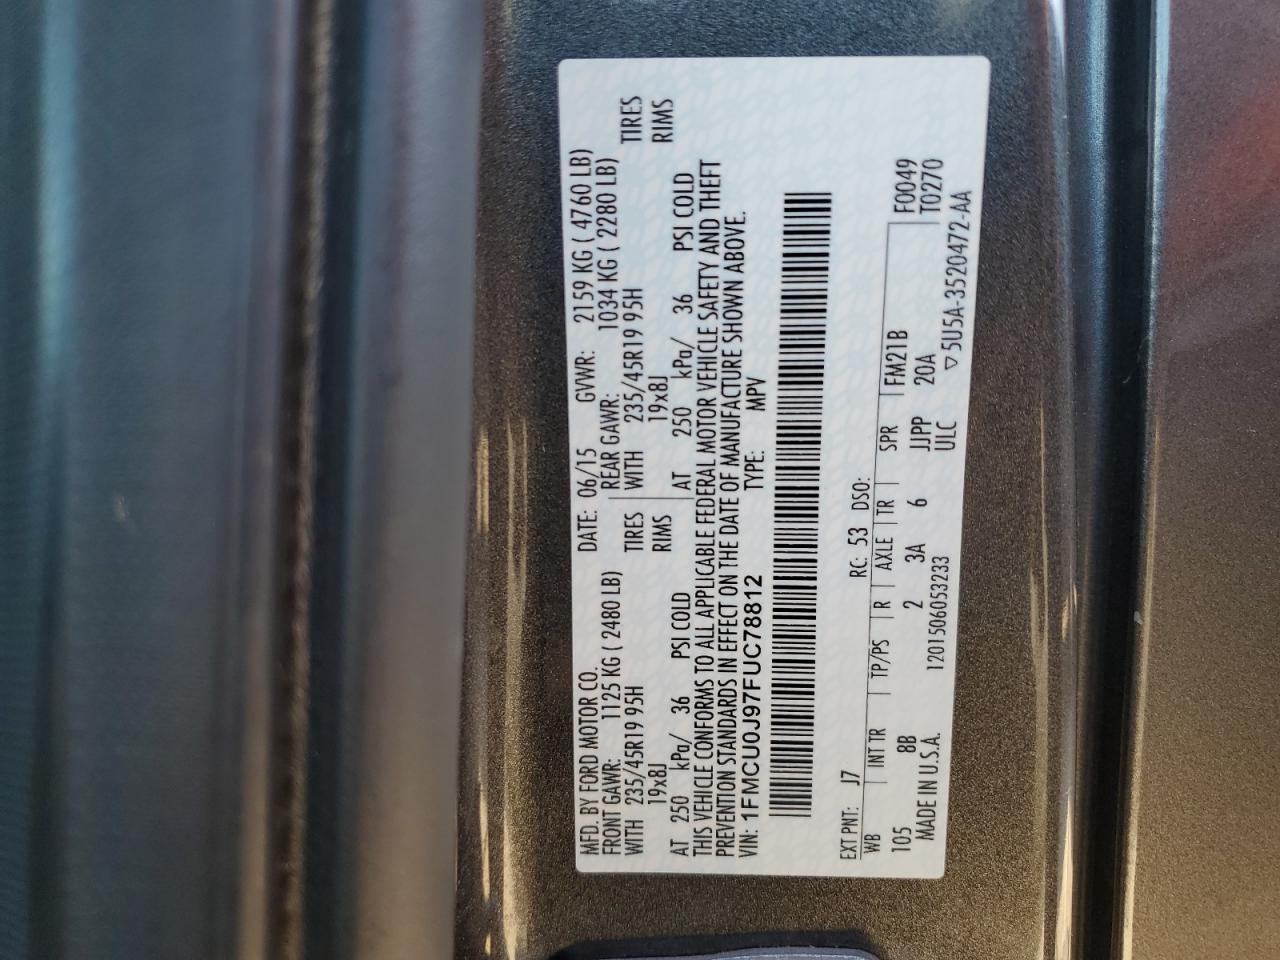 MFD. BY FORD MOTOR CO. DATE: 06/15 GVWR: 2159 KG ( 4760 LB)
FRONT GAWR: 1125 KG ( 2480 LB) REAR GAWR: 1034 KG ( 2280 LB)
WITH 235/45R19 95H TIRES WITH 235/45R19 95H TIRES
19x8J RIMS 19x8J RIMS
AT 250 kPa/ 36 PSI COLD AT 250 kPa/ 36 PSI COLD
THIS VEHICLE CONFORMS TO ALL APPLICABLE FEDERAL MOTOR VEHICLE SAFETY AND THEFT
PREVENTION STANDARDS IN EFFECT ON THE DATE OF MANUFACTURE SHOWN ABOVE.
VIN: 1FMCU0J97FUC78812 TYPE: MPV
EXT PNT: J7 RC: 53 DSO:
WB INT TR TP/PS R AXLE TR SPR FM21B F0049
105 8B 2 3A 6 JJPP 20A T0270
MADE IN U.S.A. 1201506053233 ULC ▽ 5U5A-3520472-AA